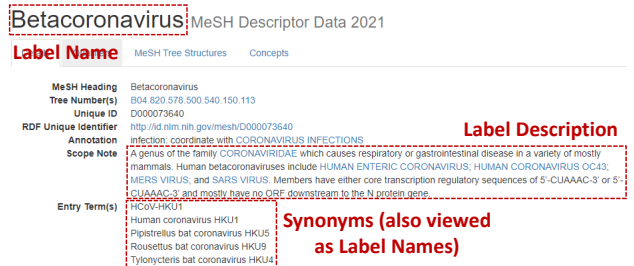 Betacoronavirus MeSH Descriptor Data 2021
Label Name
MeSH Tree Structures Concepts
MeSH Heading Betacoronavirus
Tree Number(s) B04.820.578.500.540.150.113
Unique ID D000073640
RDF Unique Identifier http://id.nlm.nih.gov/mesh/D000073640
Label Description
Annotation infection: coordinate with CORONAVIRUS INFECTIONS
Scope Note A genus of the family CORONAVIRIDAE which causes respiratory or gastrointestinal disease in a variety of mostly
mammals. Human betacoronaviruses include HUMAN ENTERIC CORONAVIRUS; HUMAN CORONAVIRUS OC43;
MERS VIRUS; and SARS VIRUS. Members have either core transcription regulatory sequences of 5'-CUAAAC-3' or 5'-
CUAAAC-3' and mostly have no ORF downstream to the N protein gene.
Entry Term(s) HCoV-HKU1
Human coronavirus HKU1
Pipistrellus bat coronavirus HKU5
Rousettus bat coronavirus HKU9
Tylonycteris bat coronavirus HKU4
Synonyms (also viewed
as Label Names)